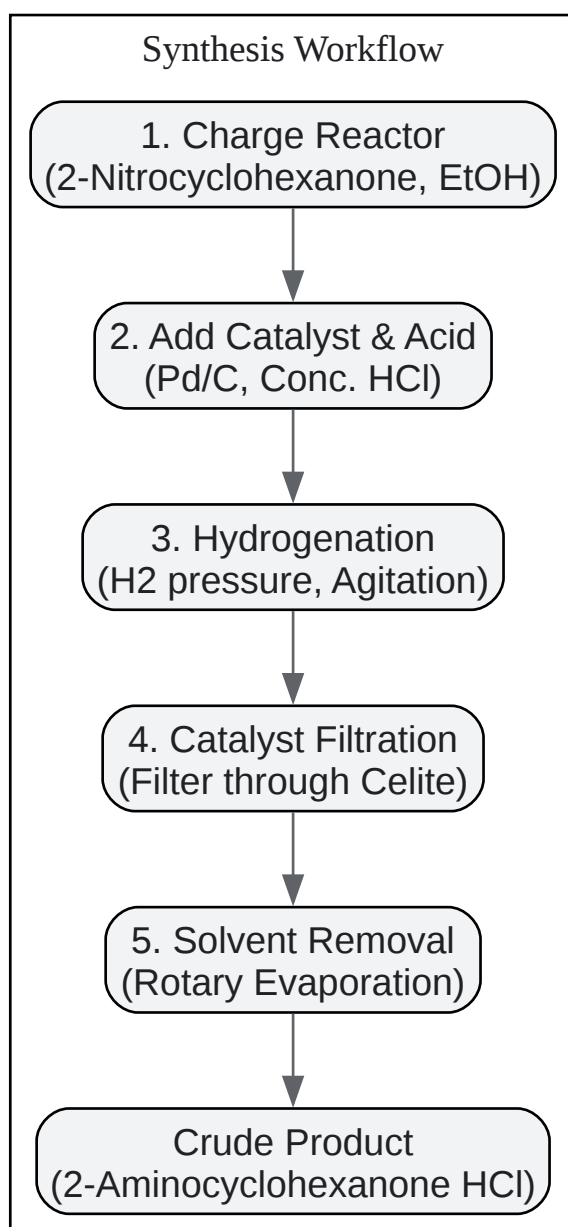 Synthesis Workflow
1. Charge Reactor
(2-Nitrocyclohexanone, EtOH)
2. Add Catalyst & Acid
(Pd/C, Conc. HCl)
3. Hydrogenation
(H2 pressure, Agitation)
4. Catalyst Filtration
(Filter through Celite)
5. Solvent Removal
(Rotary Evaporation)
Crude Product
(2-Aminocyclohexanone HCl)